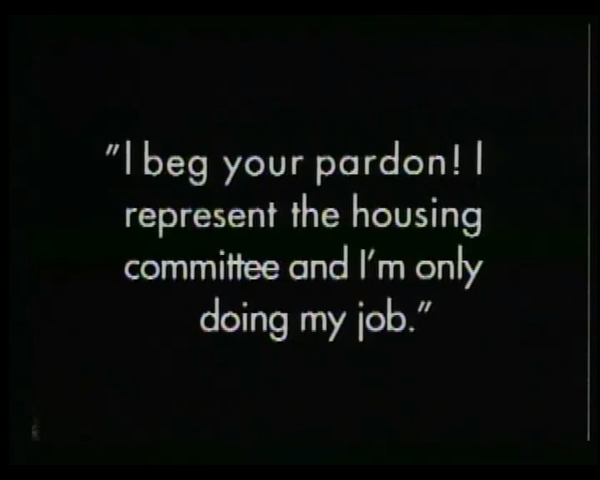 "I beg your pardon! I
represent the housing
committee and I'm only
doing my job."